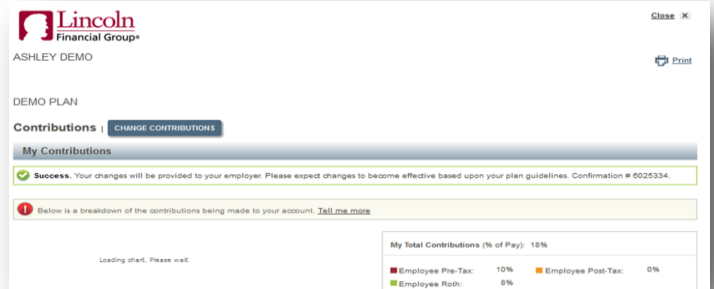 Lincoln
Financial Group®
Close X
ASHLEY DEMO
Print
DEMO PLAN
Contributions | CHANGE CONTRIBUTIONS
My Contributions
Success. Your changes will be provided to your employer. Please expect changes to become effective based upon your plan guidelines. Confirmation # 6025334.
Below is a breakdown of the contributions being made to your account. Tell me more
Loading chart. Please wait.
My Total Contributions (% of Pay): 18%
Employee Pre-Tax: 10% Employee Post-Tax: 0%
Employee Roth: 8%